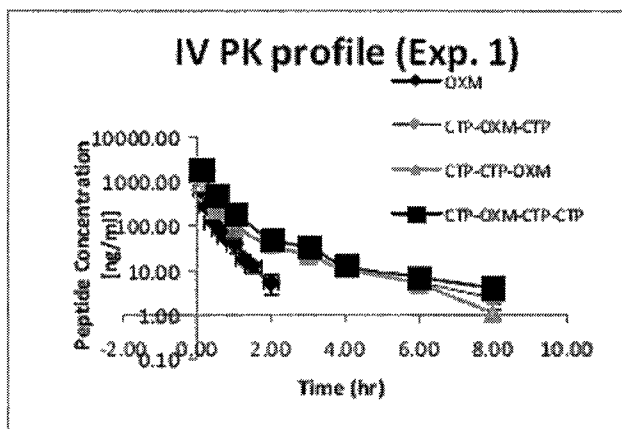 IV PK profile (Exp. 1)
OXM
CTP-OXM-CTP
CTP-CTP-OXM
CTP-OXM-CTP-CTP
Peptide Concentration
[ng/ml]
10000.00
1000.00
100.00
10.00
1.00
0.10
-2.00
0.00
2.00
4.00
6.00
8.00
10.00
Time (hr)